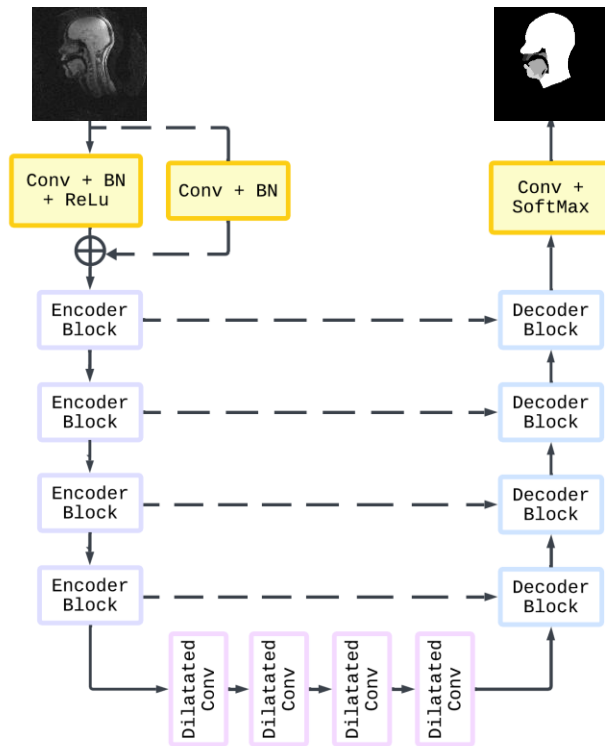 Conv + BN
+ ReLu
Conv + BN
Conv +
SoftMax
Encoder
Block
Decoder
Block
Encoder
Block
Decoder
Block
Encoder
Block
Decoder
Block
Encoder
Block
Decoder
Block
Dilatated
Conv
Dilatated
Conv
Dilatated
Conv
Dilatated
Conv